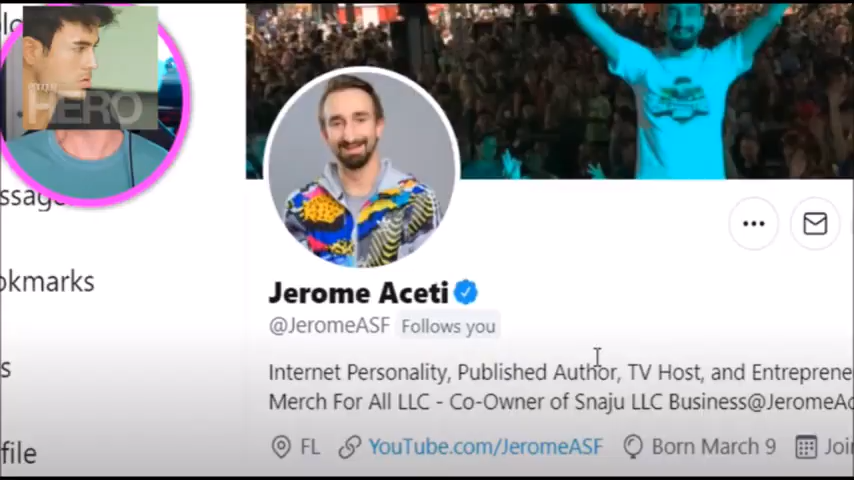 HERO
ssage
okmarks
s
file
Jerome Aceti
@JeromeASF Follows you
Internet Personality, Published Author, TV Host, and Entreprene
Merch For All LLC - Co-Owner of Snaju LLC Business@JeromeAc
FL YouTube.com/JeromeASF Born March 9 Join